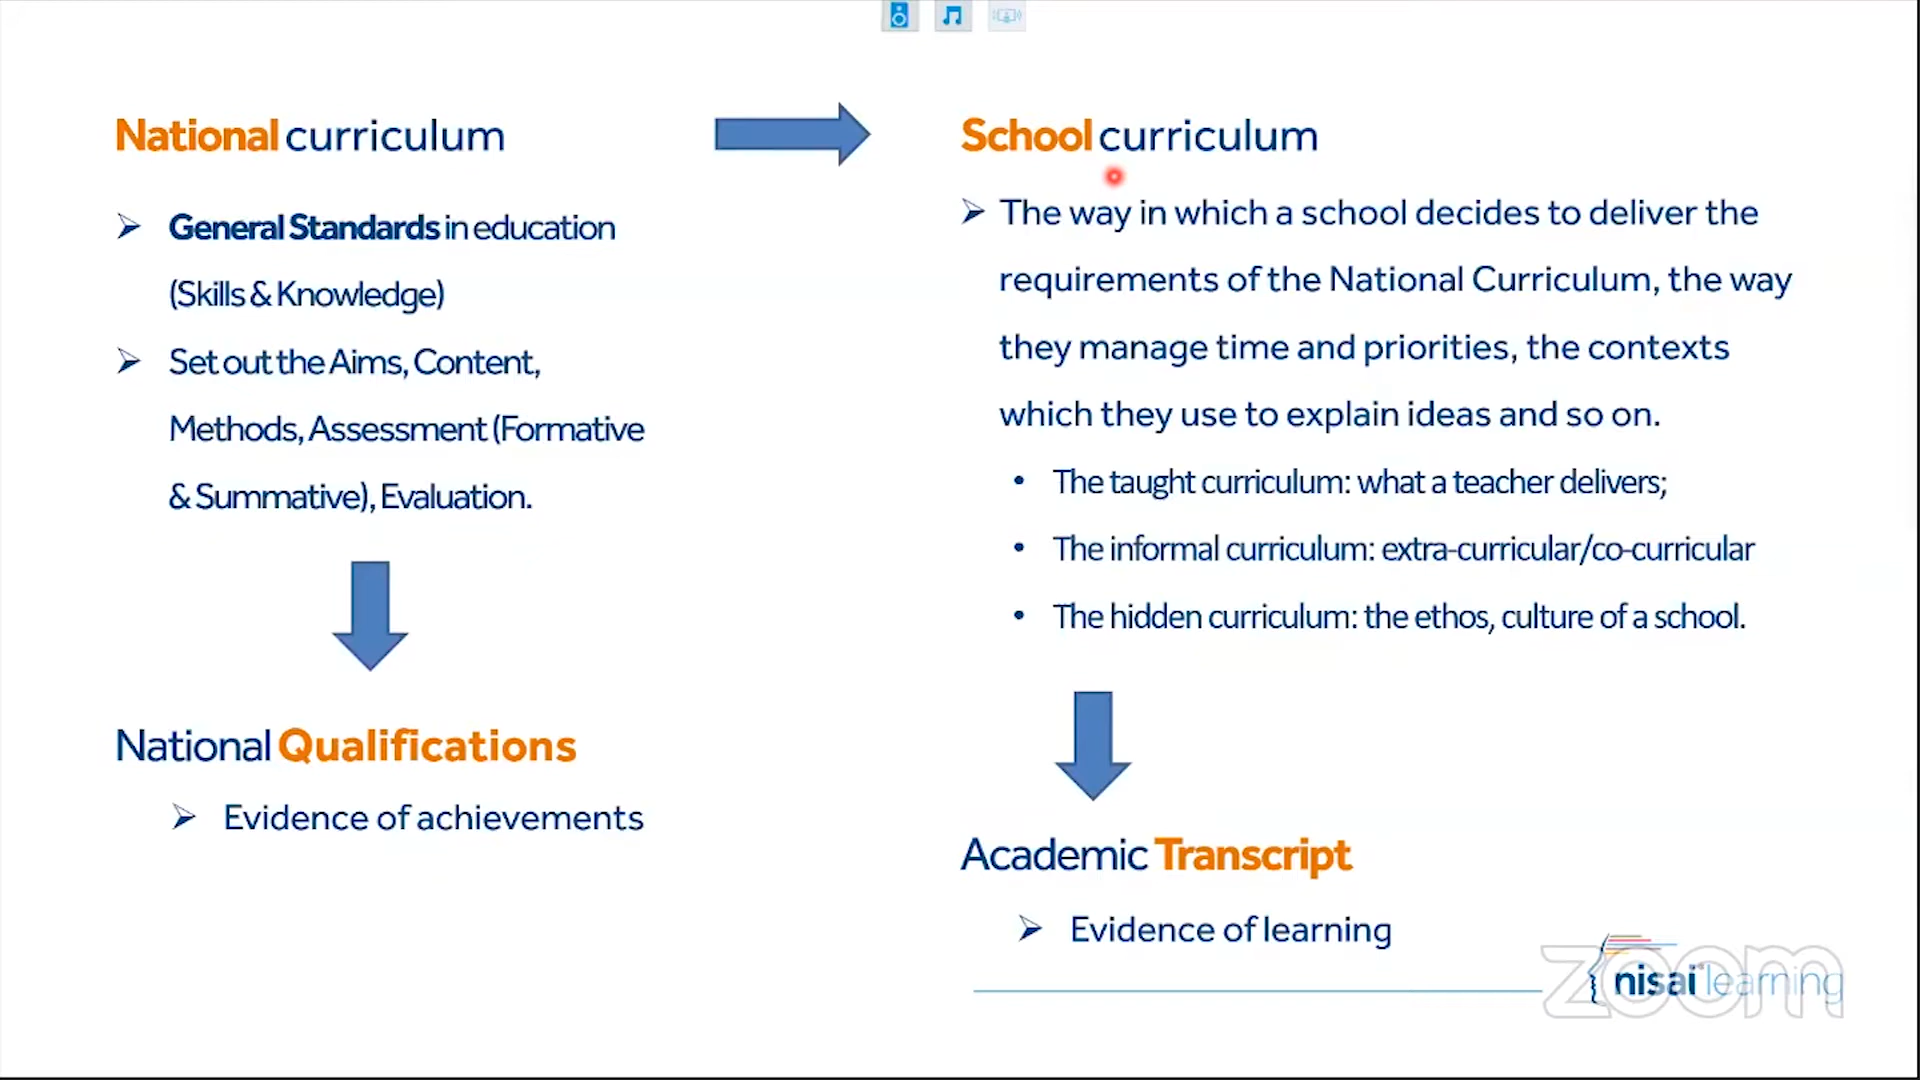 National curriculum
General Standards in education
(Skills & Knowledge)
Set out the Aims, Content,
Methods, Assessment (Formative
& Summative), Evaluation.
National Qualifications
Evidence of achievements
School curriculum
The way in which a school decides to deliver the
requirements of the National Curriculum, the way
they manage time and priorities, the contexts
which they use to explain ideas and so on.
• The taught curriculum: what a teacher delivers;
• The informal curriculum: extra-curricular/co-curricular
• The hidden curriculum: the ethos, culture of a school.
Academic Transcript
Evidence of learning
nisai learning
zoom